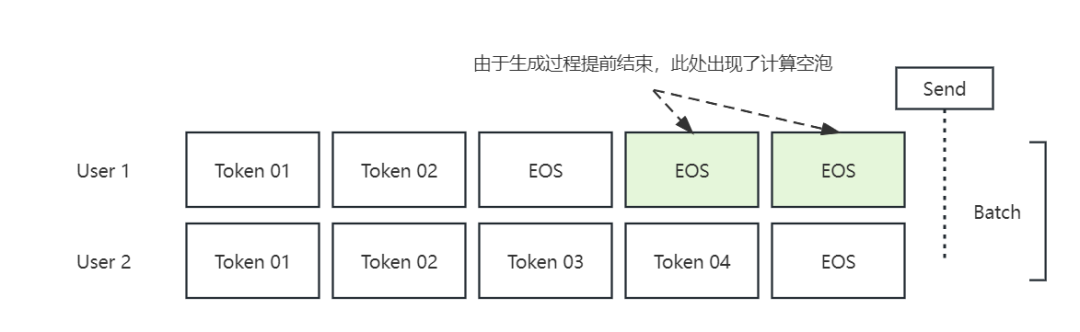 由于生成过程提前结束，此处出现了计算空泡
Send
User 1 Token 01 Token 02 EOS EOS EOS
Batch
User 2 Token 01 Token 02 Token 03 Token 04 EOS